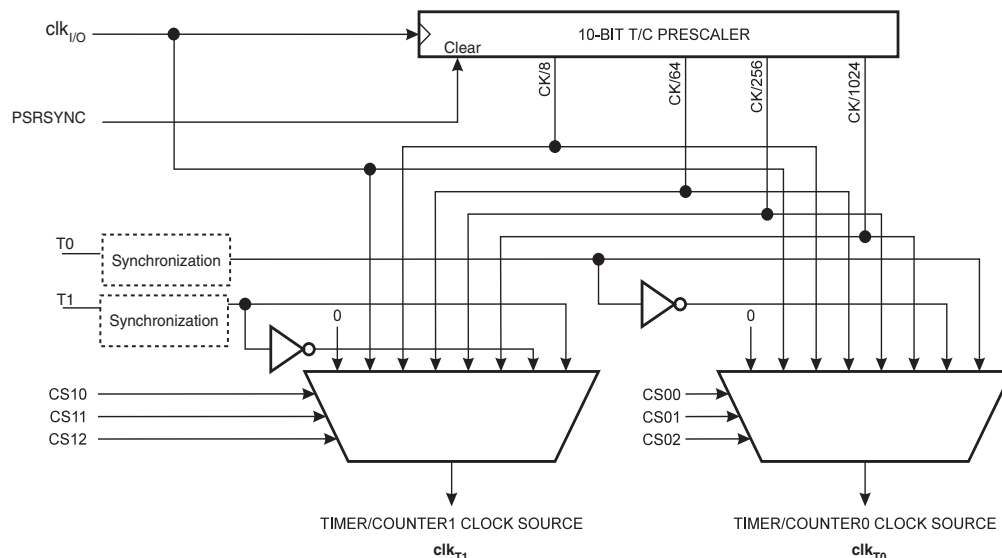 clkI/O
10-BIT T/C PRESCALER
Clear
CK/8
CK/64
CK/256
CK/1024
PSRSYNC
T0
Synchronization
T1
Synchronization
0
0
CS10
CS11
CS12
CS00
CS01
CS02
TIMER/COUNTER1 CLOCK SOURCE
clkT1
TIMER/COUNTER0 CLOCK SOURCE
clkT0